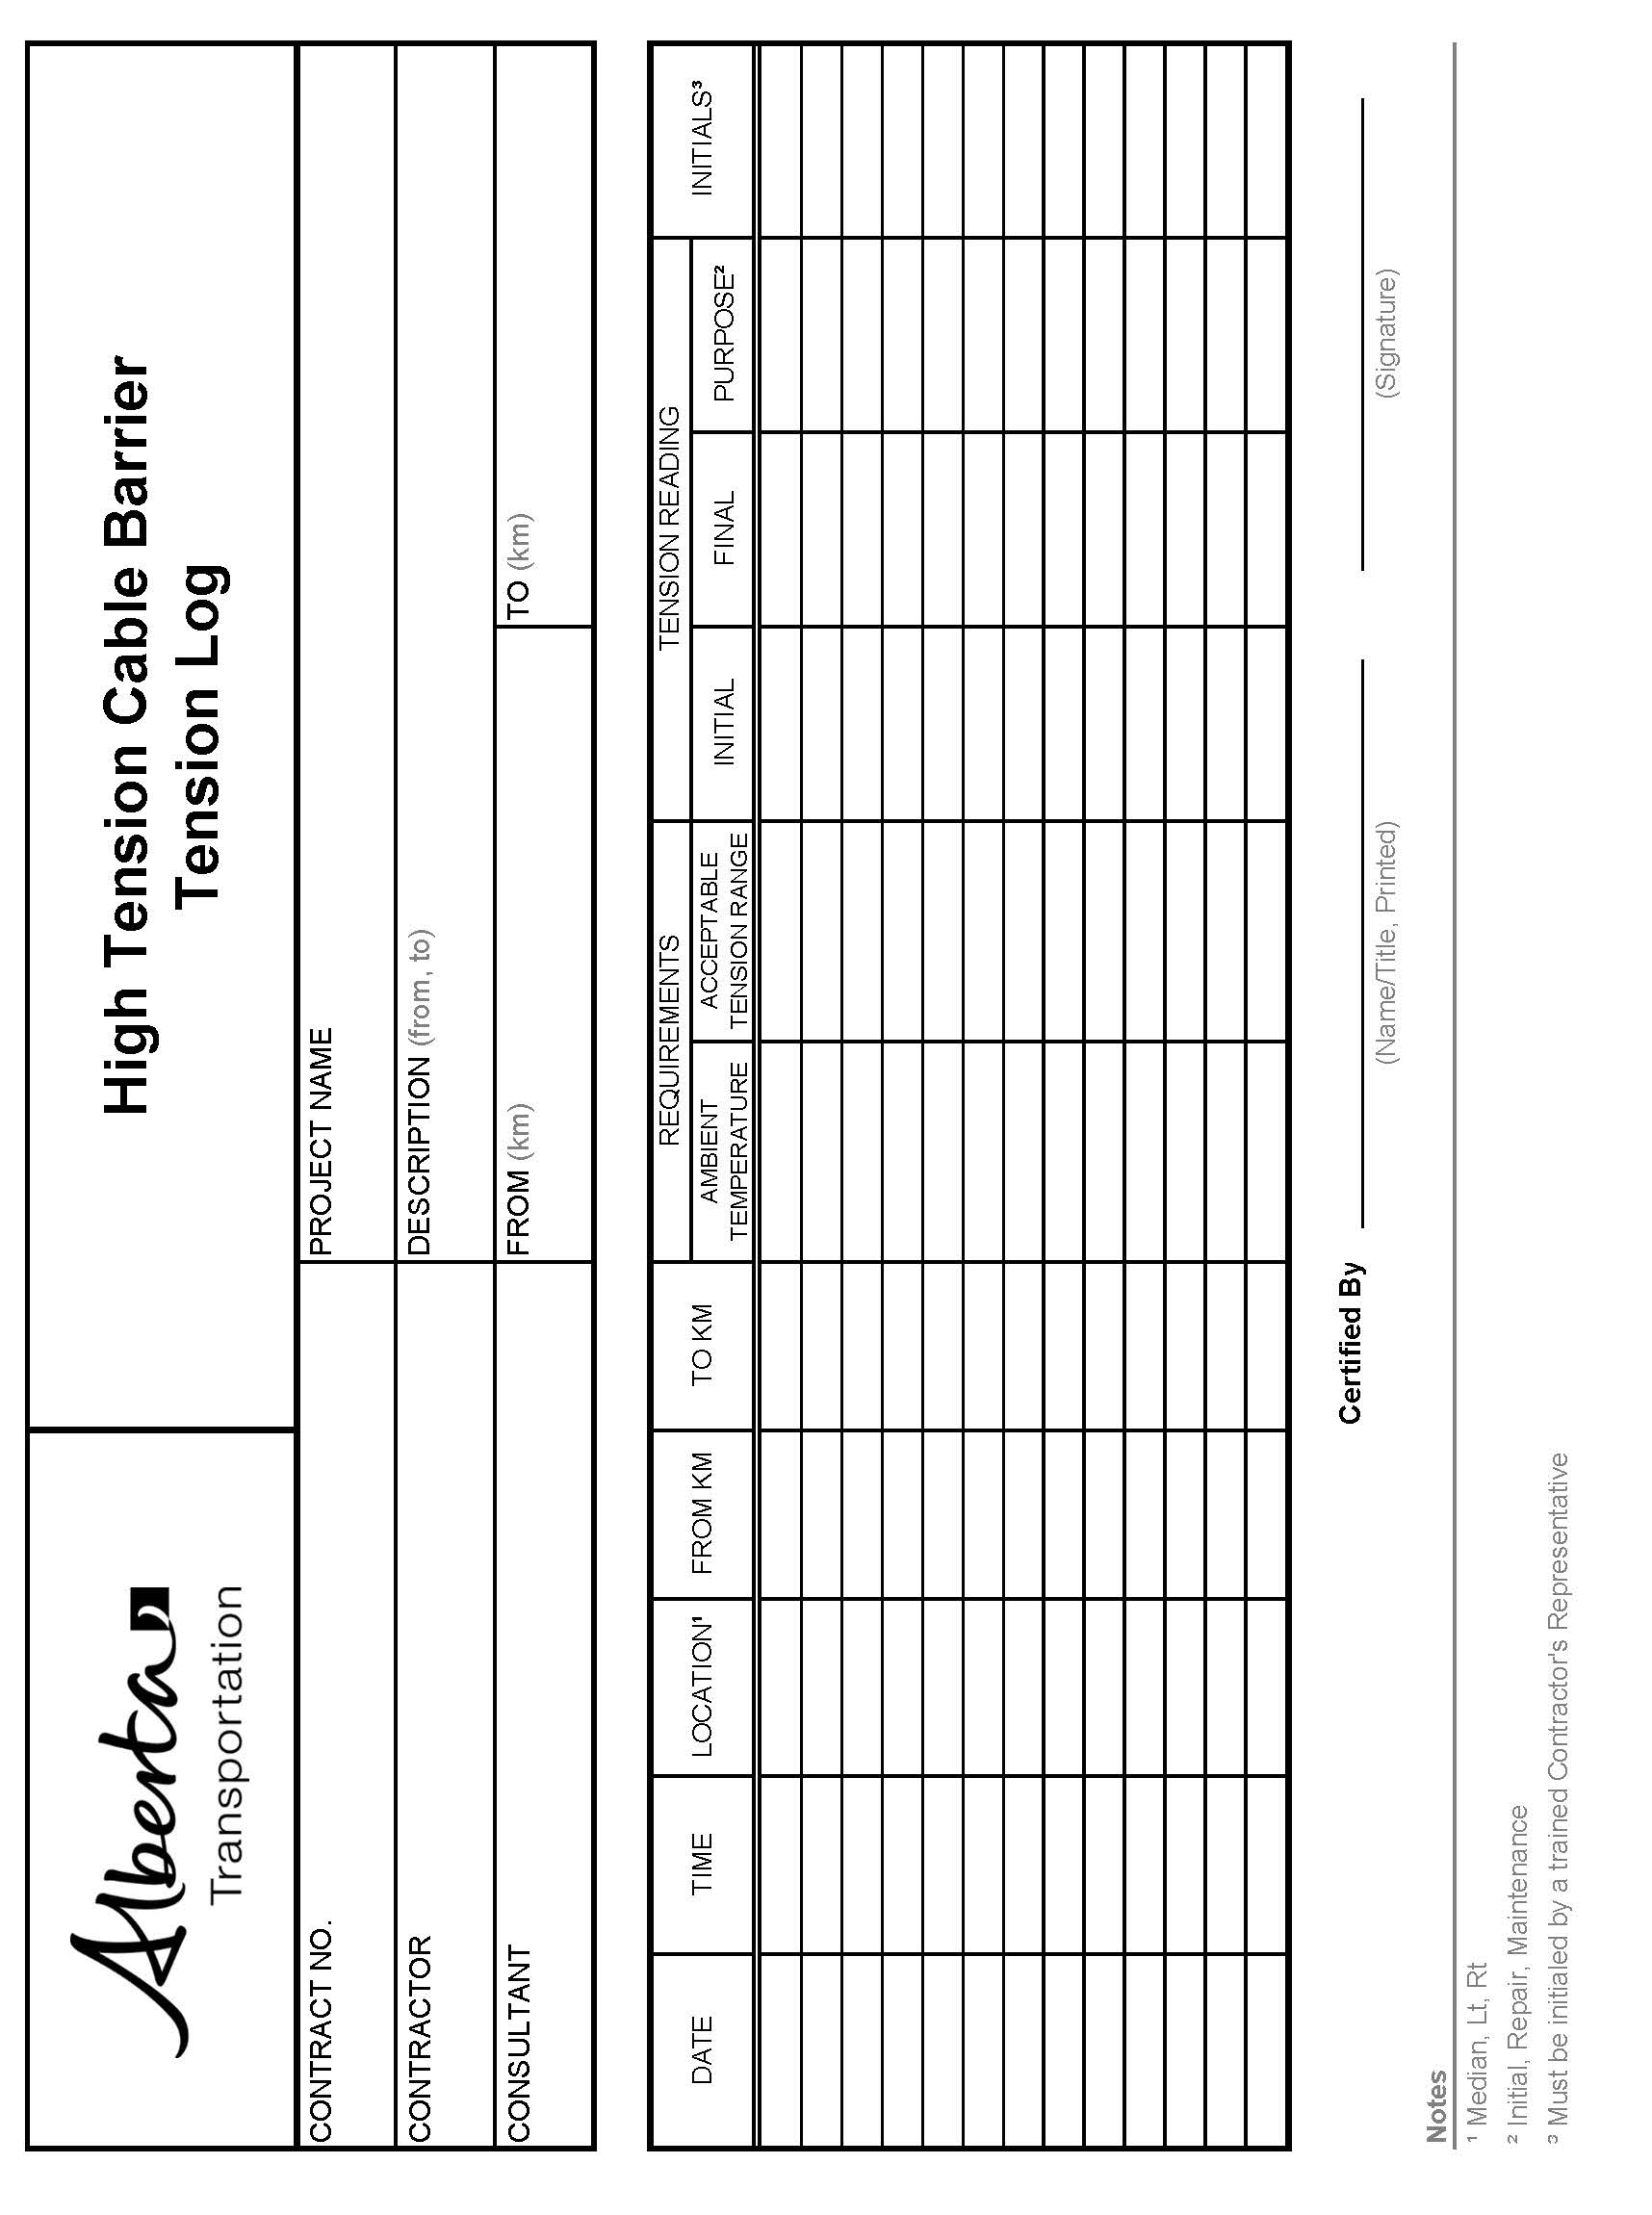 Alberta
Transportation
High Tension Cable Barrier
Tension Log
CONTRACT NO.
PROJECT NAME
CONTRACTOR
DESCRIPTION (from, to)
CONSULTANT
FROM (km)
TO (km)
DATE
TIME
LOCATION¹
FROM KM
TO KM
REQUIREMENTS
AMBIENT
TEMPERATURE
ACCEPTABLE
TENSION RANGE
TENSION READING
INITIAL
FINAL
PURPOSE²
INITIALS³
Certified By
(Name/Title, Printed)
(Signature)
Notes
¹ Median, Lt, Rt
² Initial, Repair, Maintenance
³ Must be initialed by a trained Contractor's Representative